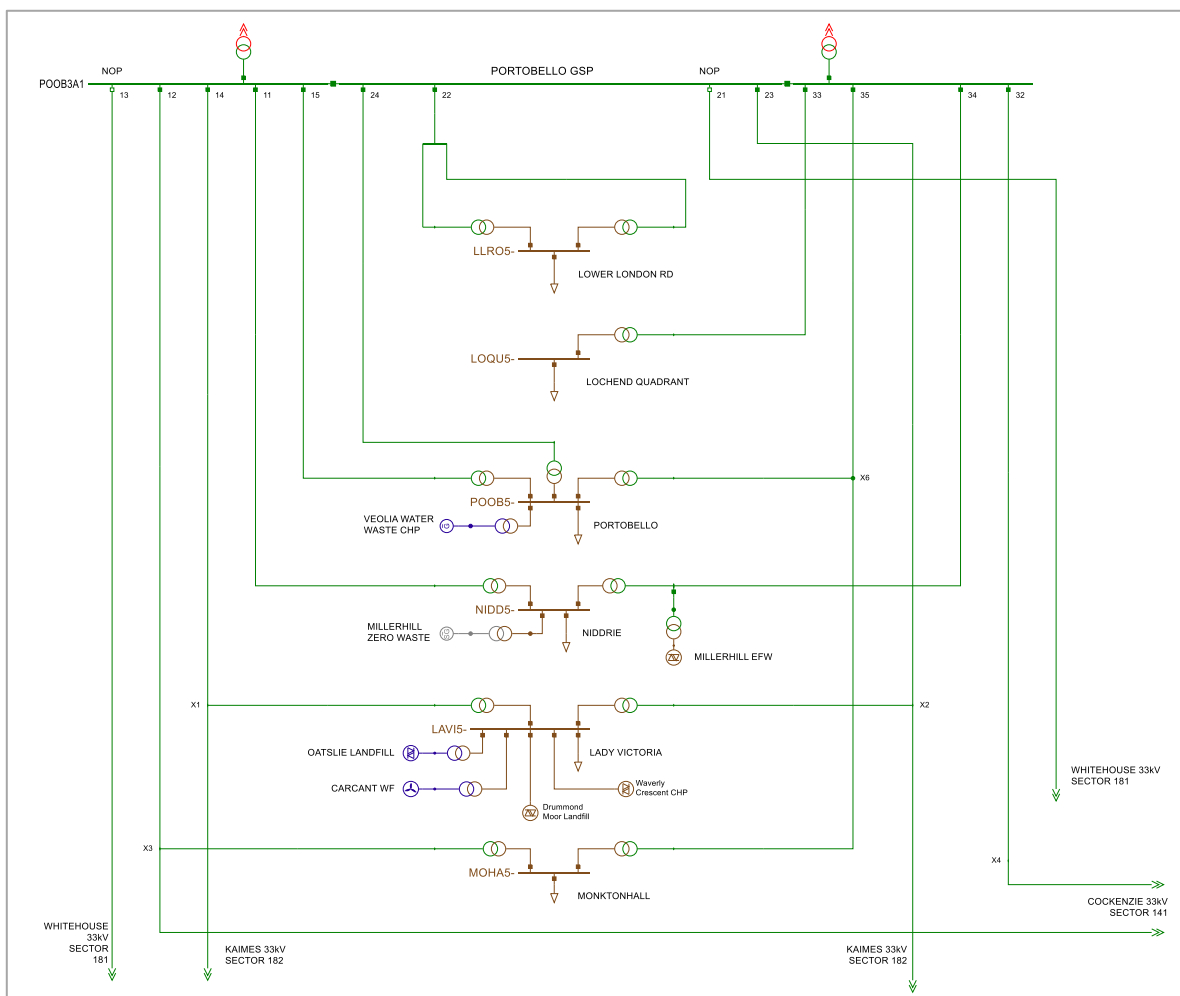 NOP
PORTOBELLO GSP
NOP
POOB3A1
13
12
14
11
15
24
22
21
23
33
35
34
32
LLRO5-
LOWER LONDON RD
LOQU5-
LOCHEND QUADRANT
X6
POOB5-
VEOLIA WATER
WASTE CHP
IG
PORTOBELLO
NIDD5-
MILLERHILL
ZERO WASTE
SG
NIDDRIE
MILLERHILL EFW
X1
X2
LAVI5-
OATSLIE LANDFILL
LADY VICTORIA
WHITEHOUSE 33kV
SECTOR 181
CARCANT WF
Waverly
Crescent CHP
Drummond
Moor Landfill
X3
X4
MOHA5-
MONKTONHALL
COCKENZIE 33kV
SECTOR 141
WHITEHOUSE
33kV
SECTOR
181
KAIMES 33kV
SECTOR 182
KAIMES 33kV
SECTOR 182